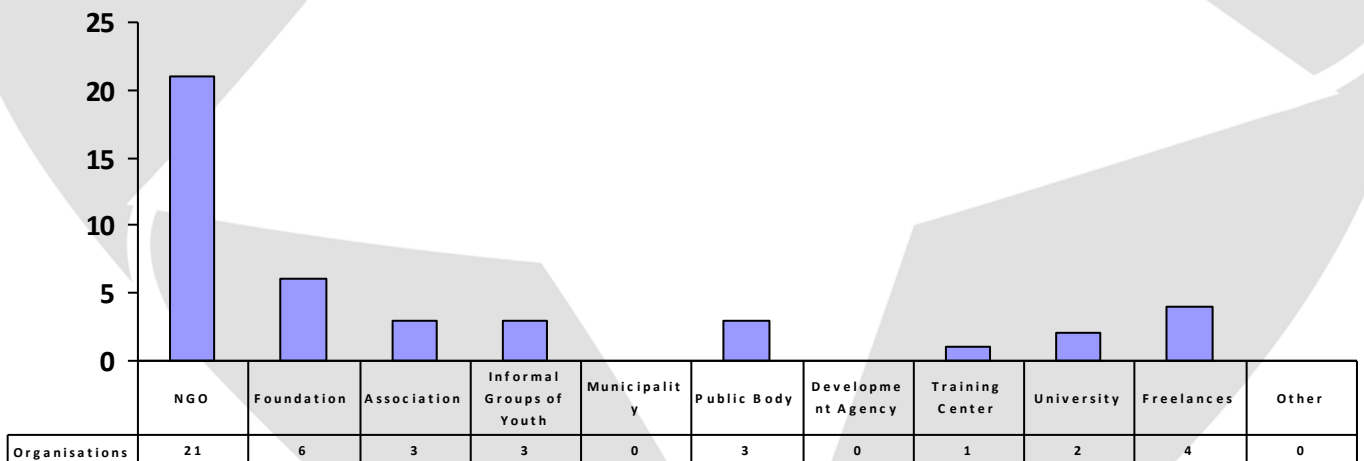 25
20
15
10
5
0
NGO
Foundation
Association
Informal
Groups of
Youth
Municipalit
y
Public Body
Developme
nt Agency
Training
Center
University
Freelances
Other
Organisations 21 6 3 3 0 3 0 1 2 4 0